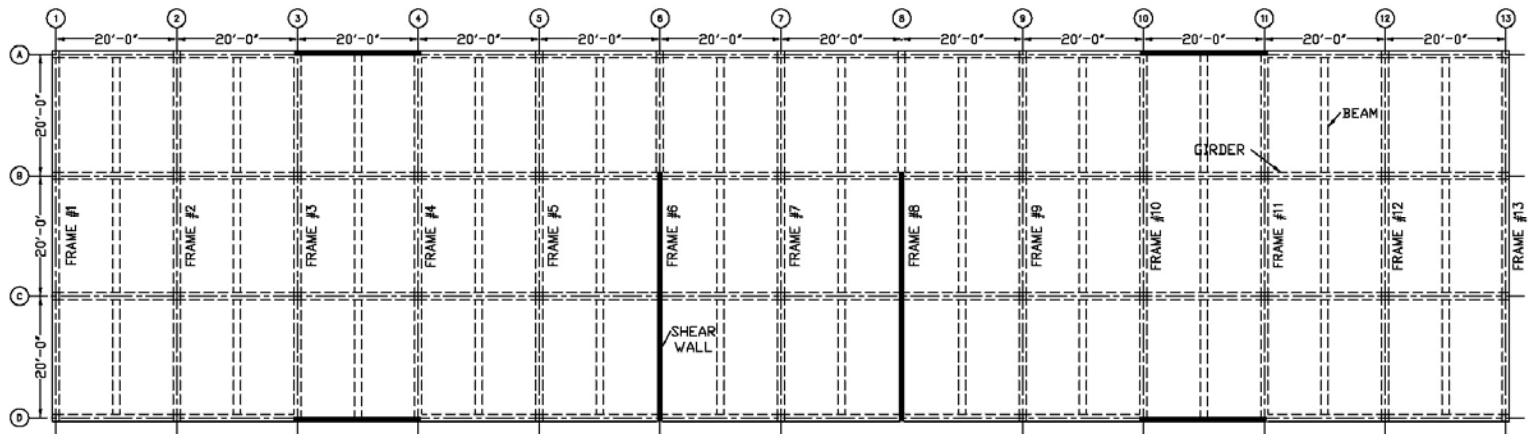 1 2 3 4 5 6 7 8 9 10 11 12 13
20'-0" 20'-0" 20'-0" 20'-0" 20'-0" 20'-0" 20'-0" 20'-0" 20'-0" 20'-0" 20'-0" 20'-0"
A
20'-0"
BEAM
GIRDER
B
20'-0"
FRAME #1
FRAME #2
FRAME #3
FRAME #4
FRAME #5
FRAME #6
FRAME #7
FRAME #8
FRAME #9
FRAME #10
FRAME #11
FRAME #12
FRAME #13
C
20'-0"
SHEAR
WALL
D